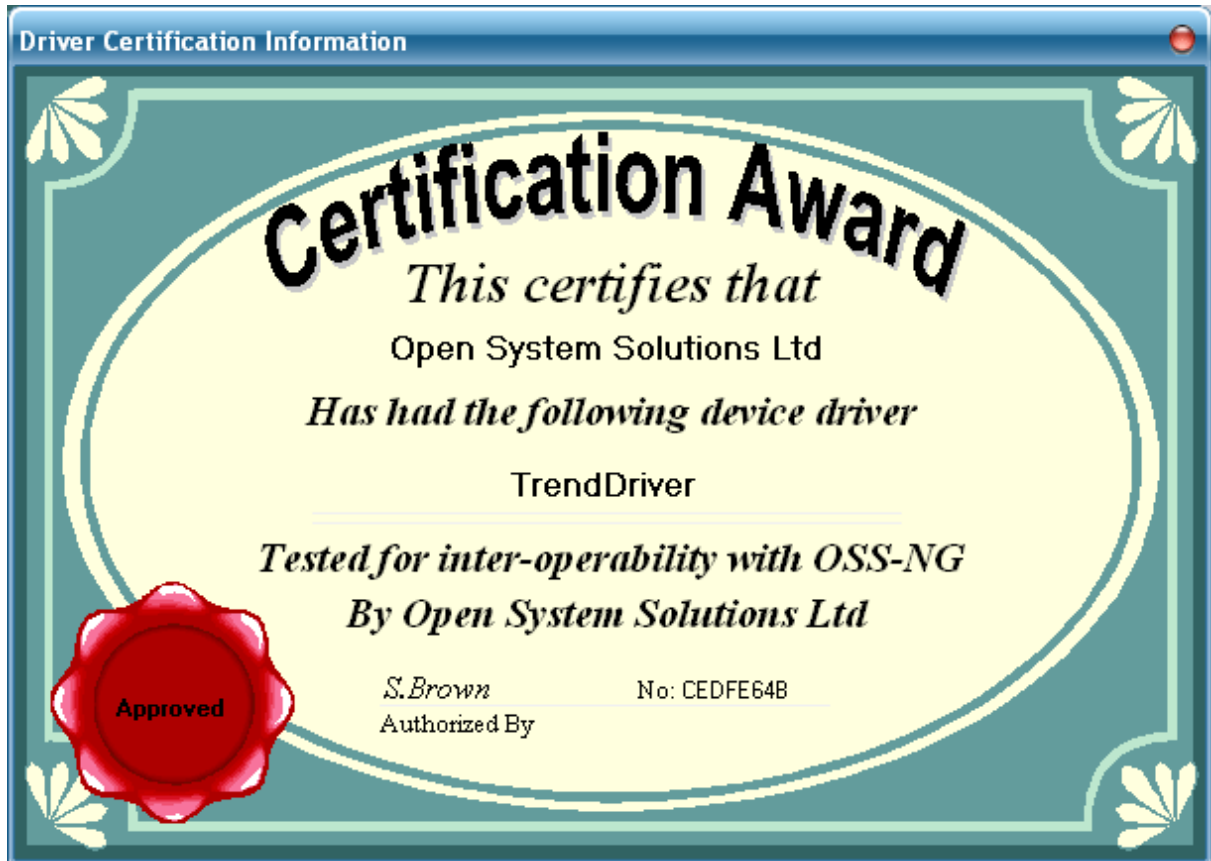 Driver Certification Information
Certification Award
This certifies that
Open System Solutions Ltd
Has had the following device driver
TrendDriver
Tested for inter-operability with OSS-NG
By Open System Solutions Ltd
S.Brown No: CEDFE64B
Authorized By
Approved